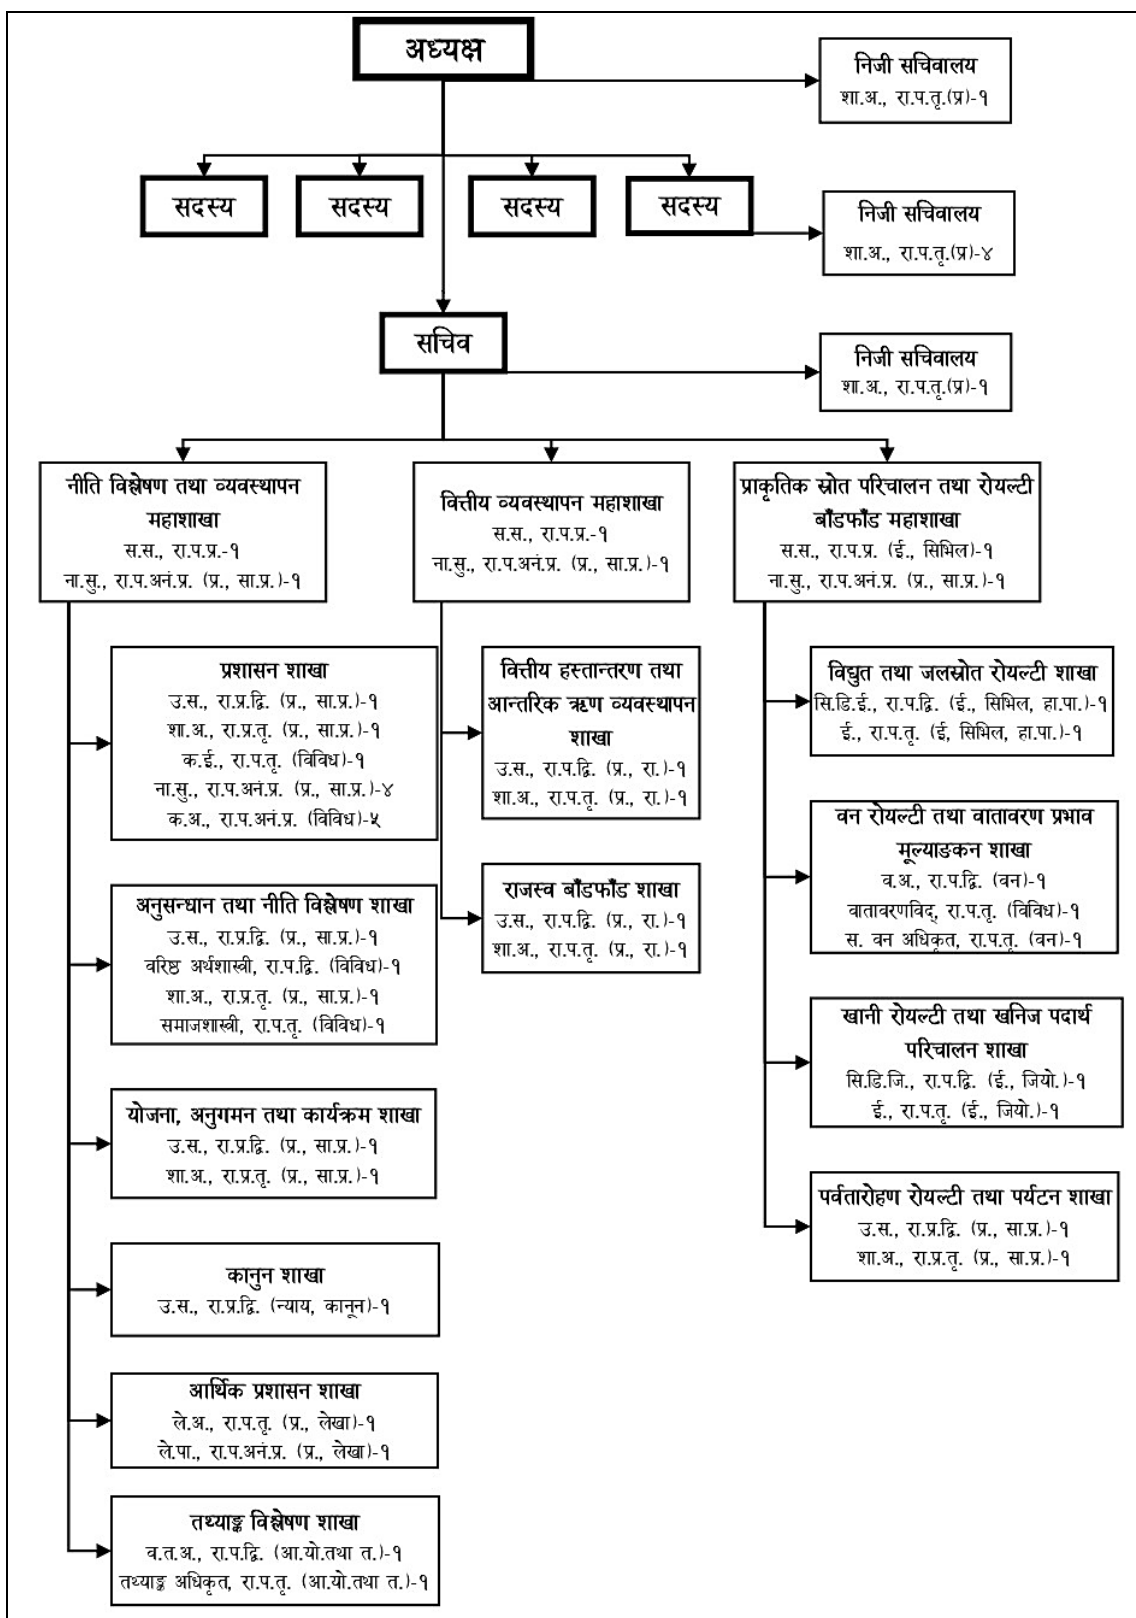 अध्यक्ष
निजी सचिवालय
शा.अ., रा.प.तृ.(प्र)-१
सदस्य
सदस्य
सदस्य
सदस्य
निजी सचिवालय
शा.अ., रा.प.तृ.(प्र)-४
सचिव
निजी सचिवालय
शा.अ., रा.प.तृ.(प्र)-१
नीति विश्लेषण तथा व्यवस्थापन
महाशाखा
स.स., रा.प.प्र.-१
ना.सु., रा.प.अनं.प्र. (प्र., सा.प्र.)-१
प्रशासन शाखा
उ.स., रा.प्र.द्वि. (प्र., सा.प्र.)-१
शा.अ., रा.प्र.तृ. (प्र., सा.प्र.)-१
क.ई., रा.प.तृ. (विविध)-१
ना.सु., रा.प.अनं.प्र. (प्र., सा.प्र.)-४
क.अ., रा.प.अनं.प्र. (विविध)-५
अनुसन्धान तथा नीति विश्लेषण शाखा
उ.स., रा.प्र.द्वि. (प्र., सा.प्र.)-१
वरिष्ठ अर्थशास्त्री, रा.प.द्वि. (विविध)-१
शा.अ., रा.प्र.तृ. (प्र., सा.प्र.)-१
समाजशास्त्री, रा.प.तृ. (विविध)-१
योजना, अनुगमन तथा कार्यक्रम शाखा
उ.स., रा.प्र.द्वि. (प्र., सा.प्र.)-१
शा.अ., रा.प्र.तृ. (प्र., सा.प्र.)-१
कानुन शाखा
उ.स., रा.प्र.द्वि. (न्याय, कानून)-१
आर्थिक प्रशासन शाखा
ले.अ., रा.प.तृ. (प्र., लेखा)-१
ले.पा., रा.प.अनं.प्र. (प्र., लेखा)-१
तथ्याङ्क विश्लेषण शाखा
व.त.अ., रा.प.द्वि. (आ.यो.तथा त.)-१
तथ्याङ्क अधिकृत, रा.प.तृ. (आ.यो.तथा त.)-१
वित्तीय व्यवस्थापन महाशाखा
स.स., रा.प.प्र.-१
ना.सु., रा.प.अनं.प्र. (प्र., सा.प्र.)-१
वित्तीय हस्तान्तरण तथा
आन्तरिक ऋण व्यवस्थापन
शाखा
उ.स., रा.प.द्वि. (प्र., रा.)-१
शा.अ., रा.प.तृ. (प्र., रा.)-१
राजस्व बाँडफाँड शाखा
उ.स., रा.प.द्वि. (प्र., रा.)-१
शा.अ., रा.प.तृ. (प्र., रा.)-१
प्राकृतिक स्रोत परिचालन तथा रोयल्टी
बाँडफाँड महाशाखा
स.स., रा.प.प्र. (ई., सिभिल)-१
ना.सु., रा.प.अनं.प्र. (प्र., सा.प्र.)-१
विद्युत तथा जलस्रोत रोयल्टी शाखा
सि.डि.ई., रा.प.द्वि. (ई., सिभिल, हा.पा.)-१
ई., रा.प.तृ. (ई, सिभिल, हा.पा.)-१
वन रोयल्टी तथा वातावरण प्रभाव
मूल्याङकन शाखा
व.अ., रा.प.द्वि. (वन)-१
वातावरणविद्, रा.प.तृ. (विविध)-१
स. वन अधिकृत, रा.प.तृ. (वन)-१
खानी रोयल्टी तथा खनिज पदार्थ
परिचालन शाखा
सि.डि.जि., रा.प.द्वि. (ई., जियो.)-१
ई., रा.प.तृ. (ई., जियो.)-१
पर्वतारोहण रोयल्टी तथा पर्यटन शाखा
उ.स., रा.प्र.द्वि. (प्र., सा.प्र.)-१
शा.अ., रा.प्र.तृ. (प्र., सा.प्र.)-१